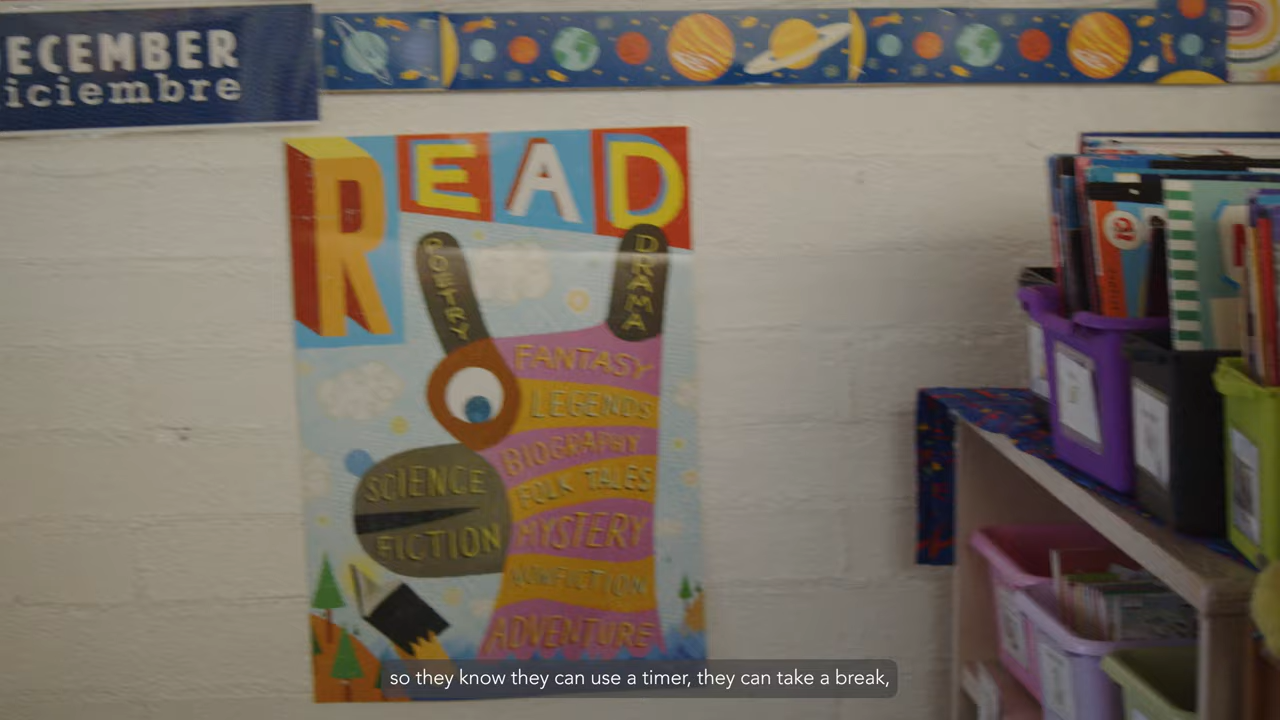 DECEMBER
iciembre
READ
POETRY
DRAMA
FANTASY
LEGENDS
BIOGRAPHY
FOLK TALES
MYSTERY
NONFICTION
ADVENTURE
SCIENCE
FICTION
so they know they can use a timer, they can take a break,